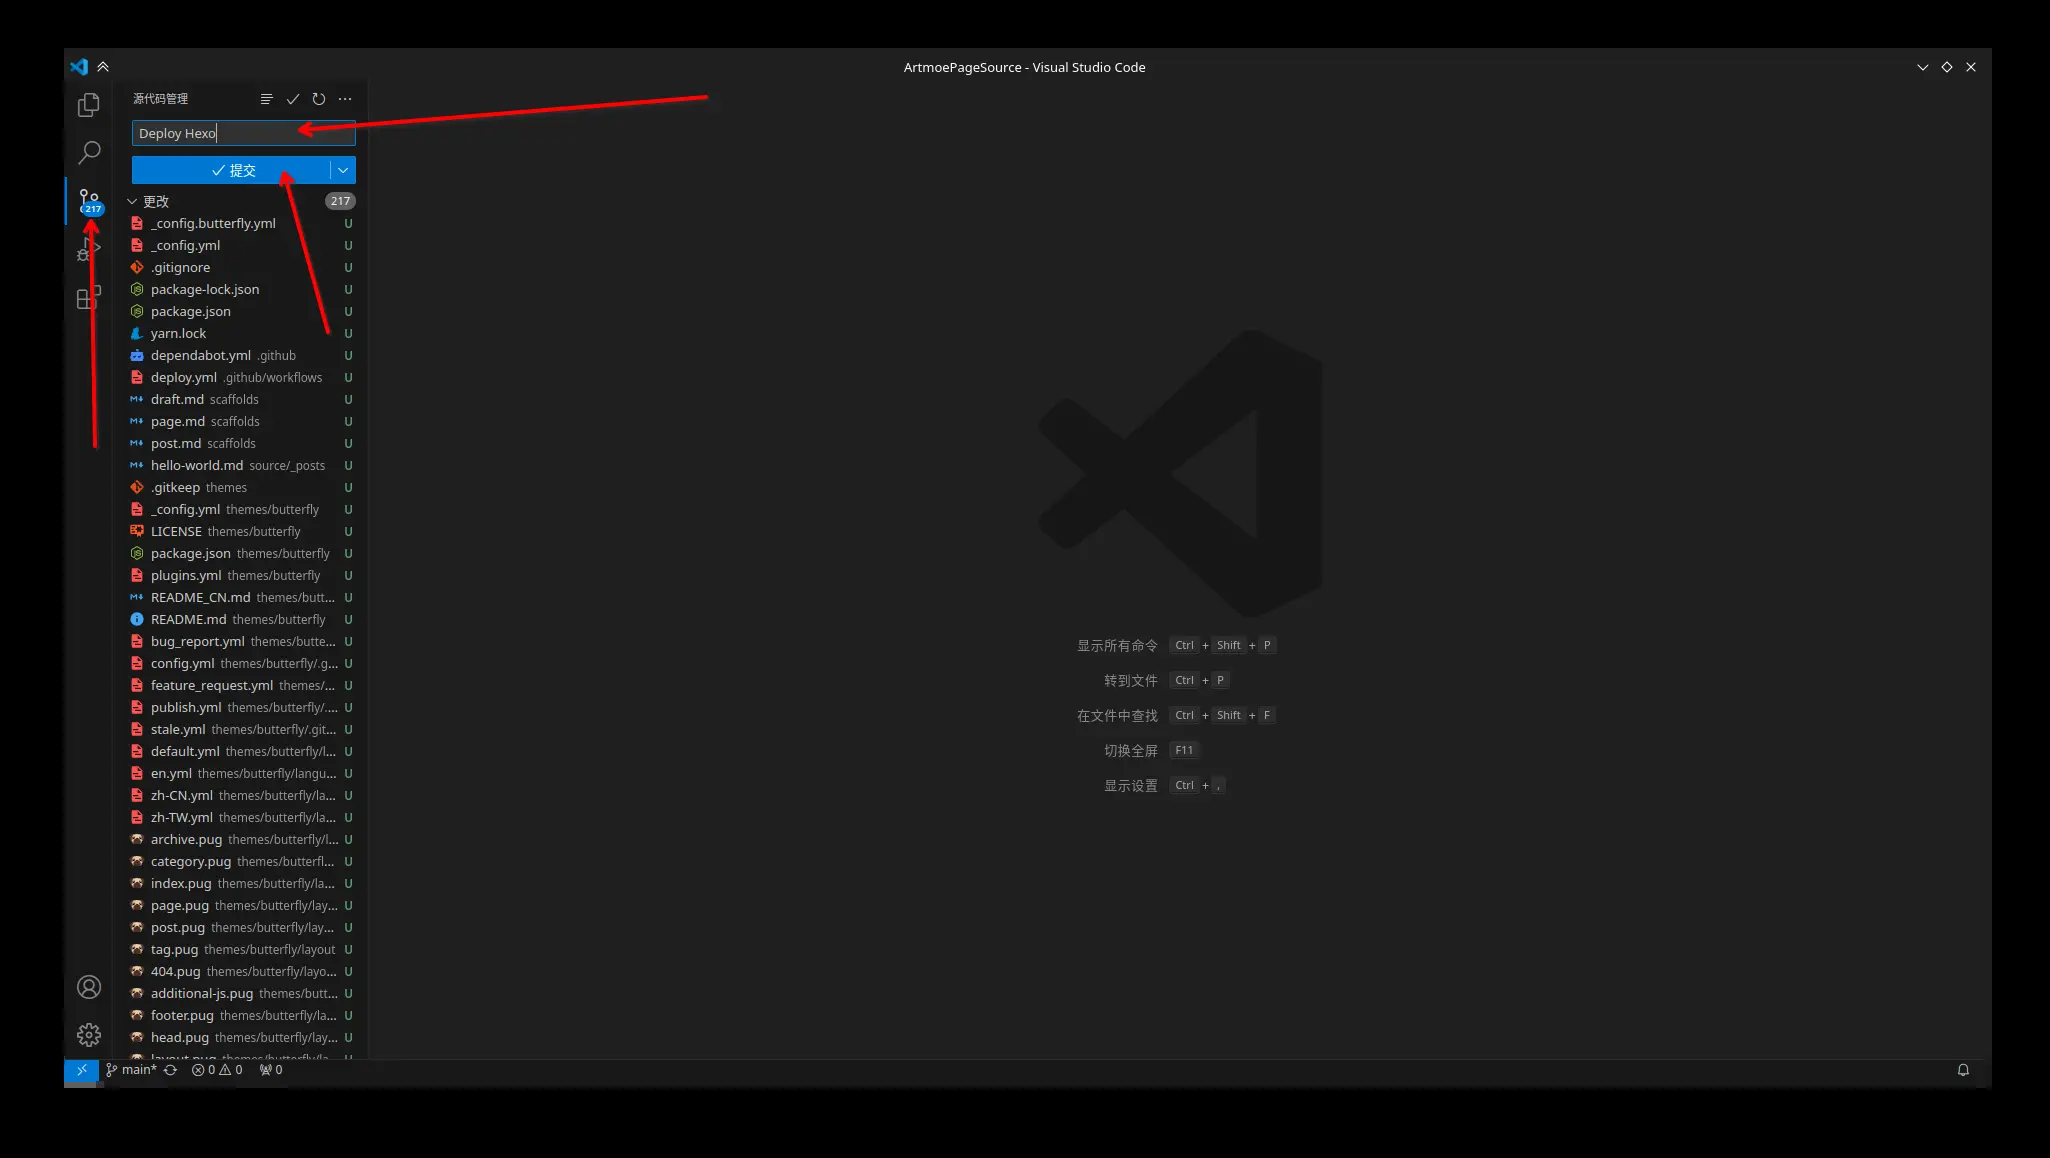 ArtmoePageSource - Visual Studio Code
源代码管理
Deploy Hexo
提交
217
更改 217
_config.butterfly.yml U
_config.yml U
.gitignore U
package-lock.json U
package.json U
yarn.lock U
dependabot.yml .github U
deploy.yml .github/workflows U
draft.md scaffolds U
page.md scaffolds U
post.md scaffolds U
hello-world.md source/_posts U
.gitkeep themes U
_config.yml themes/butterfly U
LICENSE themes/butterfly U
package.json themes/butterfly U
plugins.yml themes/butterfly U
README_CN.md themes/butt... U
README.md themes/butterfly U
bug_report.yml themes/butte... U
config.yml themes/butterfly/.g... U
feature_request.yml themes/... U
publish.yml themes/butterfly/.... U
stale.yml themes/butterfly/.git... U
default.yml themes/butterfly/l... U
en.yml themes/butterfly/langu... U
zh-CN.yml themes/butterfly/la... U
zh-TW.yml themes/butterfly/la... U
archive.pug themes/butterfly/l... U
category.pug themes/butterfl... U
index.pug themes/butterfly/la... U
page.pug themes/butterfly/lay... U
post.pug themes/butterfly/lay... U
tag.pug themes/butterfly/layout U
404.pug themes/butterfly/layo... U
additional-js.pug themes/butt... U
footer.pug themes/butterfly/la... U
head.pug themes/butterfly/lay... U
layout.pug themes/butterfly/la... U
显示所有命令 Ctrl + Shift + P
转到文件 Ctrl + P
在文件中查找 Ctrl + Shift + F
切换全屏 F11
显示设置 Ctrl + ,
main* 0 0 0